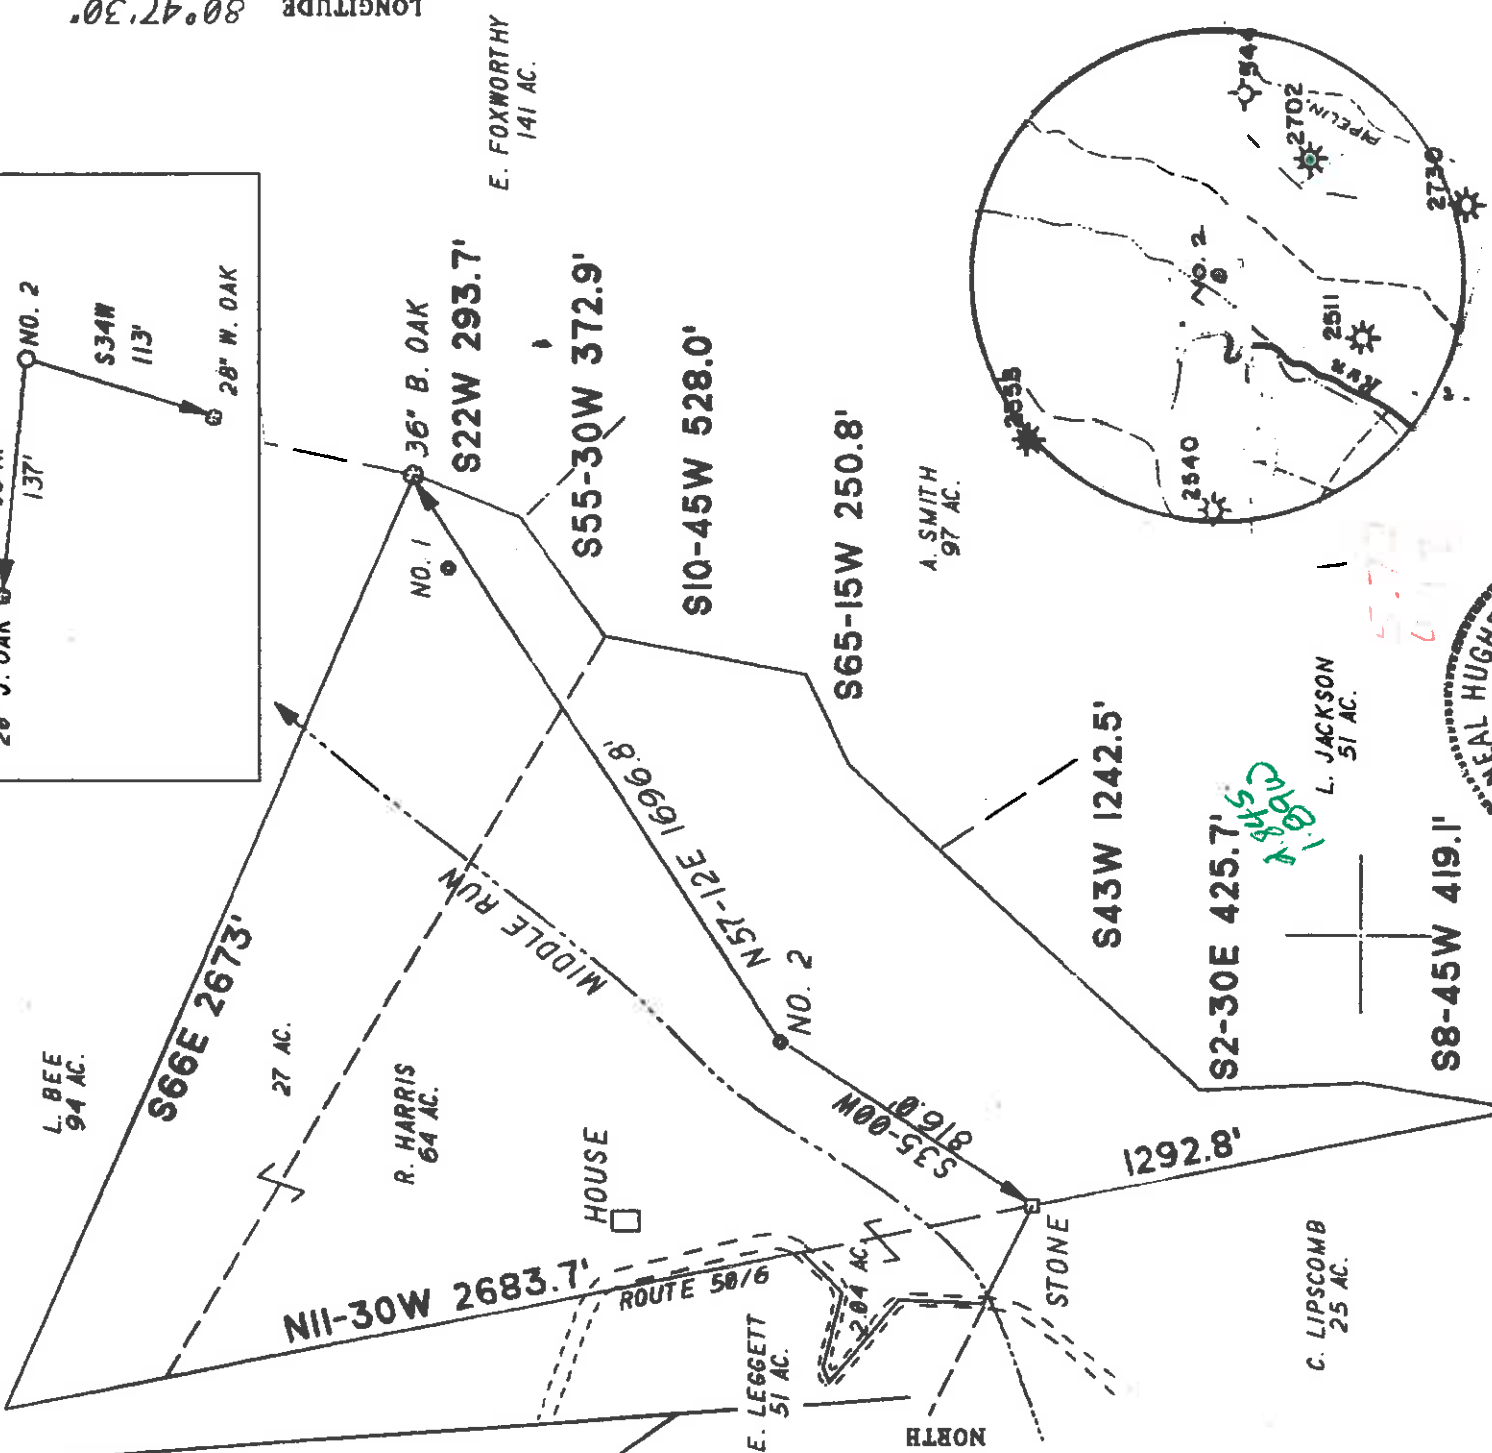 LONGITUDE 80°47'30"
E. FOXWORTHY
141 AC.
NO. 2
S34W
113'
137'
28" W. OAK
36" B. OAK
S22W 293.7'
S55-30W 372.9'
S10-45W 528.0'
S65-15W 250.8'
NO. 1
A. SMITH
97 AC.
544
2702
PIPELIN
2730
NO. 2
2511
Run
2540
L. BEE
94 AC.
S66E 2673'
27 AC.
R. HARRIS
64 AC.
HOUSE
MIDDLE RUN
N57-12E 1696.8'
NO. 2
S43W 1242.5'
S2-30E 425.7'
S8-45W 419.1'
L. JACKSON
51 AC.
NEAL HUGH
S35-00W
816.0'
1292.8'
STONE
N11-30W 2683.7'
ROUTE 50/6
2.04 AC.
E. LEGGETT
51 AC.
C. LIPSCOMB
25 AC.
NORTH